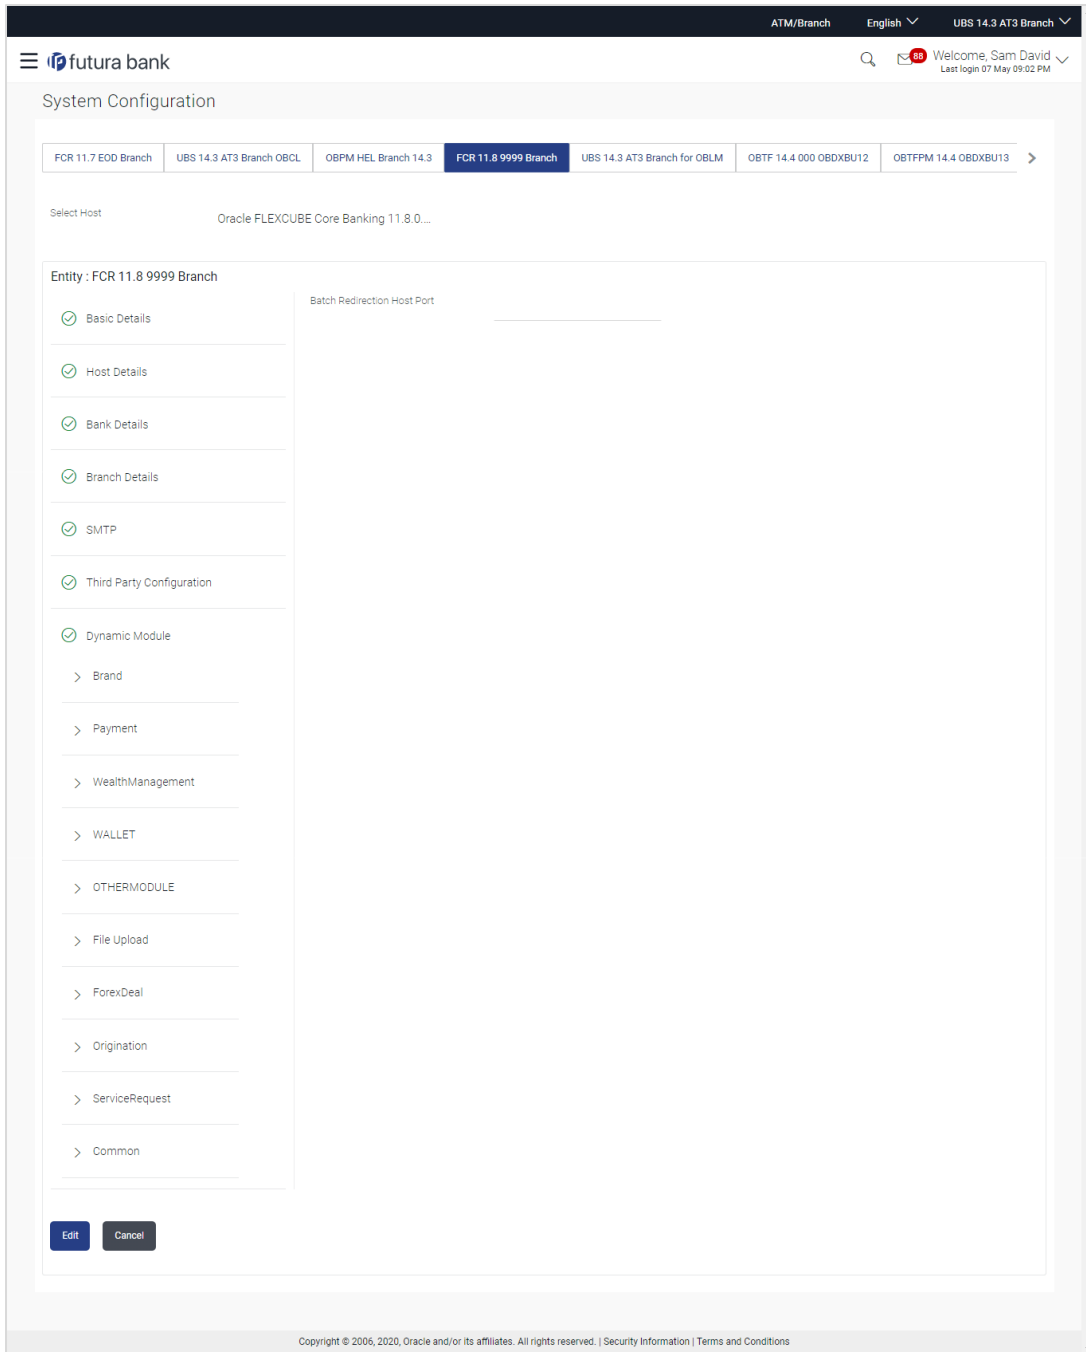 ATM/Branch English UBS 14.3 AT3 Branch
futura bank
88
Welcome, Sam David
Last login 07 May 09:02 PM
System Configuration
FCR 11.7 EOD Branch UBS 14.3 AT3 Branch OBCL OBPM HEL Branch 14.3 FCR 11.8 9999 Branch UBS 14.3 AT3 Branch for OBLM OBTF 14.4 000 OBDXBU12 OBTFPM 14.4 OBDXBU13
Select Host Oracle FLEXCUBE Core Banking 11.8.0....
Entity : FCR 11.8 9999 Branch
Batch Redirection Host Port
Basic Details
Host Details
Bank Details
Branch Details
SMTP
Third Party Configuration
Dynamic Module
Brand
Payment
WealthManagement
WALLET
OTHERMODULE
File Upload
ForexDeal
Origination
ServiceRequest
Common
Edit Cancel
Copyright © 2006, 2020, Oracle and/or its affiliates. All rights reserved. | Security Information | Terms and Conditions